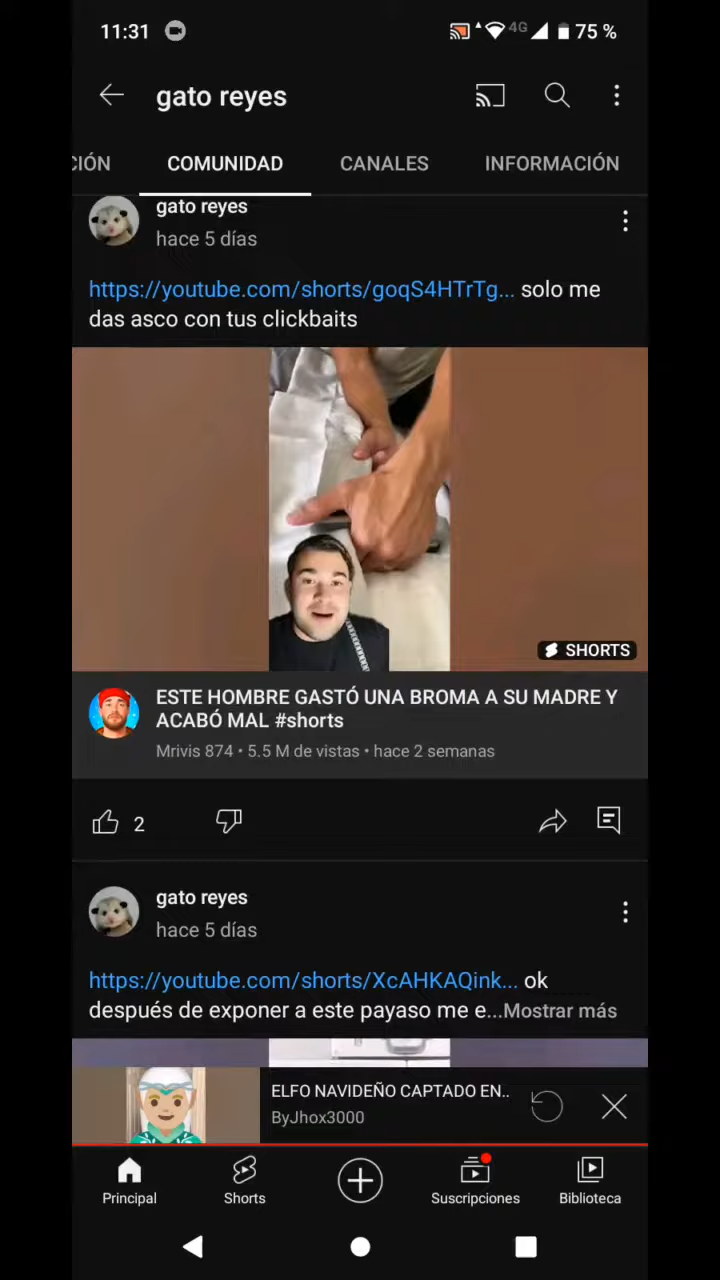 11:31
4G
75 %
gato reyes
CIÓN
COMUNIDAD
CANALES
INFORMACIÓN
gato reyes
hace 5 días
https://youtube.com/shorts/goqS4HTrTg... solo me
das asco con tus clickbaits
SHORTS
ESTE HOMBRE GASTÓ UNA BROMA A SU MADRE Y
ACABÓ MAL #shorts
Mrivis 874 • 5.5 M de vistas • hace 2 semanas
2
gato reyes
hace 5 días
https://youtube.com/shorts/XcAHKAQink... ok
después de exponer a este payaso me e...Mostrar más
ELFO NAVIDEÑO CAPTADO EN..
ByJhox3000
Principal
Shorts
Suscripciones
Biblioteca